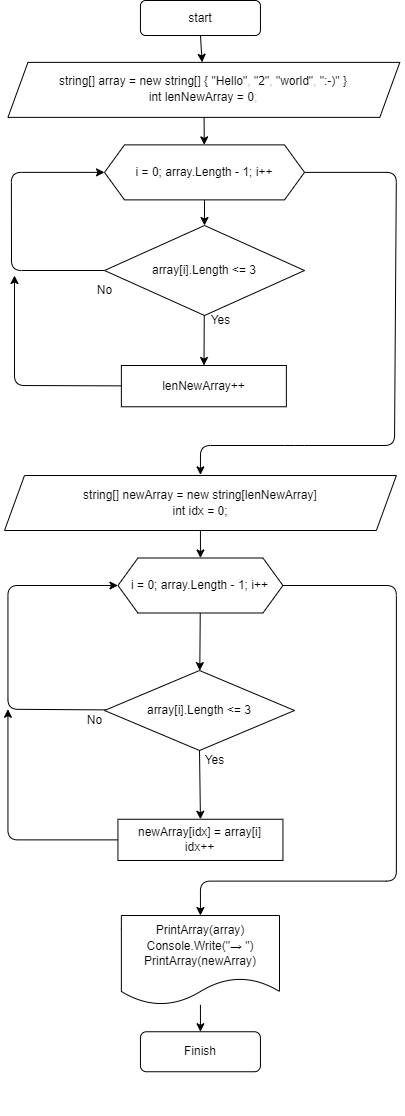 start
string[] array = new string[] { "Hello", "2", "world", ":-)" }
int lenNewArray = 0;
i = 0; array.Length - 1; i++
array[i].Length <= 3
No
Yes
lenNewArray++
string[] newArray = new string[lenNewArray]
int idx = 0;
i = 0; array.Length - 1; i++
array[i].Length <= 3
No
Yes
newArray[idx] = array[i]
idx++
PrintArray(array)
Console.Write("→ ")
PrintArray(newArray)
Finish